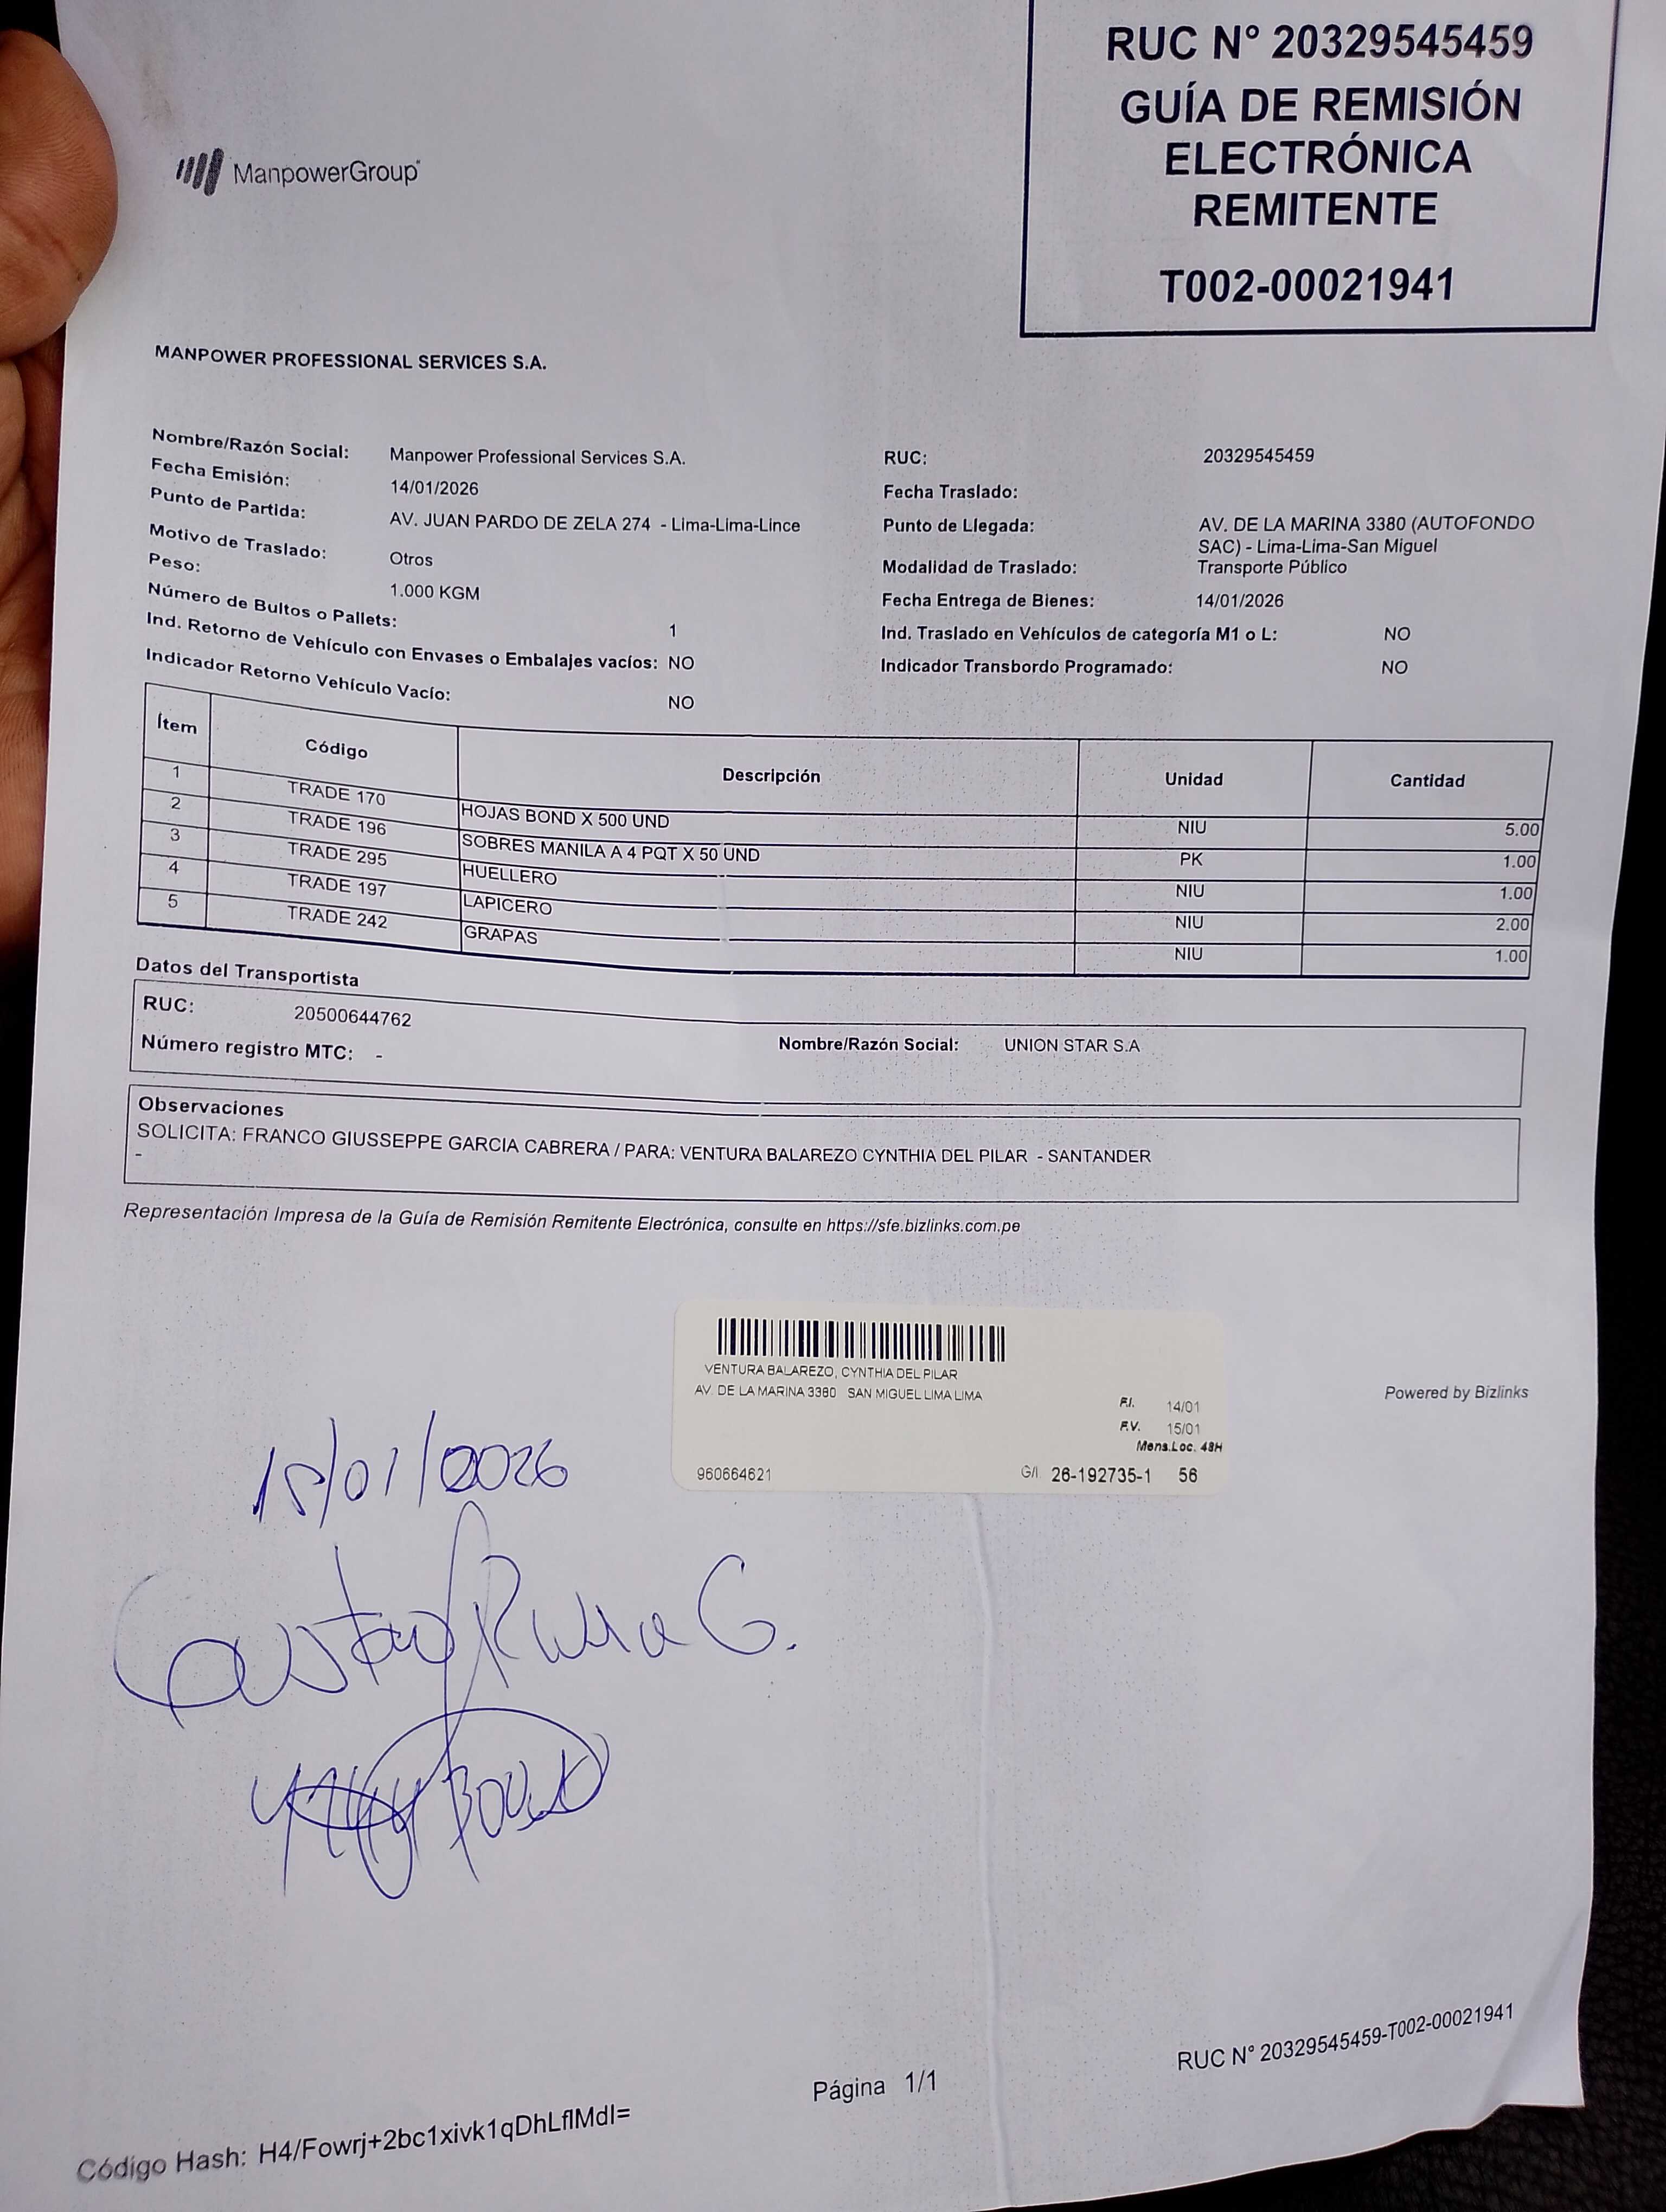 RUC N° 20329545459
GUÍA DE REMISIÓN
ELECTRÓNICA
REMITENTE
T002-00021941
ManpowerGroup
MANPOWER PROFESSIONAL SERVICES S.A.
Nombre/Razón Social: Manpower Professional Services S.A. RUC: 20329545459
Fecha Emisión: 14/01/2026 Fecha Traslado:
Punto de Partida: AV. JUAN PARDO DE ZELA 274 - Lima-Lima-Lince Punto de Llegada: AV. DE LA MARINA 3380 (AUTOFONDO
SAC) - Lima-Lima-San Miguel
Motivo de Traslado: Otros Modalidad de Traslado: Transporte Público
Peso: 1.000 KGM Fecha Entrega de Bienes: 14/01/2026
Número de Bultos o Pallets: 1 Ind. Traslado en Vehículos de categoría M1 o L: NO
Ind. Retorno de Vehículo con Envases o Embalajes vacíos: NO Indicador Transbordo Programado: NO
Indicador Retorno Vehículo Vacío: NO
Ítem Código Descripción Unidad Cantidad
1 TRADE 170 HOJAS BOND X 500 UND NIU 5.00
2 TRADE 196 SOBRES MANILA A 4 PQT X 50 UND PK 1.00
3 TRADE 295 HUELLERO NIU 1.00
4 TRADE 197 LAPICERO NIU 2.00
5 TRADE 242 GRAPAS NIU 1.00
Datos del Transportista
RUC: 20500644762 Nombre/Razón Social: UNION STAR S.A
Número registro MTC: -
Observaciones
SOLICITA: FRANCO GIUSSEPPE GARCIA CABRERA / PARA: VENTURA BALAREZO CYNTHIA DEL PILAR - SANTANDER
-
Representación Impresa de la Guía de Remisión Remitente Electrónica, consulte en https://sfe.bizlinks.com.pe
VENTURA BALAREZO, CYNTHIA DEL PILAR
AV. DE LA MARINA 3380 SAN MIGUEL LIMA LIMA
F.I. 14/01
F.V. 15/01
Mens.Loc. 48H
960664621 G/I 26-192735-1 56
Powered by Bizlinks
15/01/2026
RUC N° 20329545459-T002-00021941
Página 1/1
Código Hash: H4/Fowrj+2bc1xivk1qDhLflMdI=